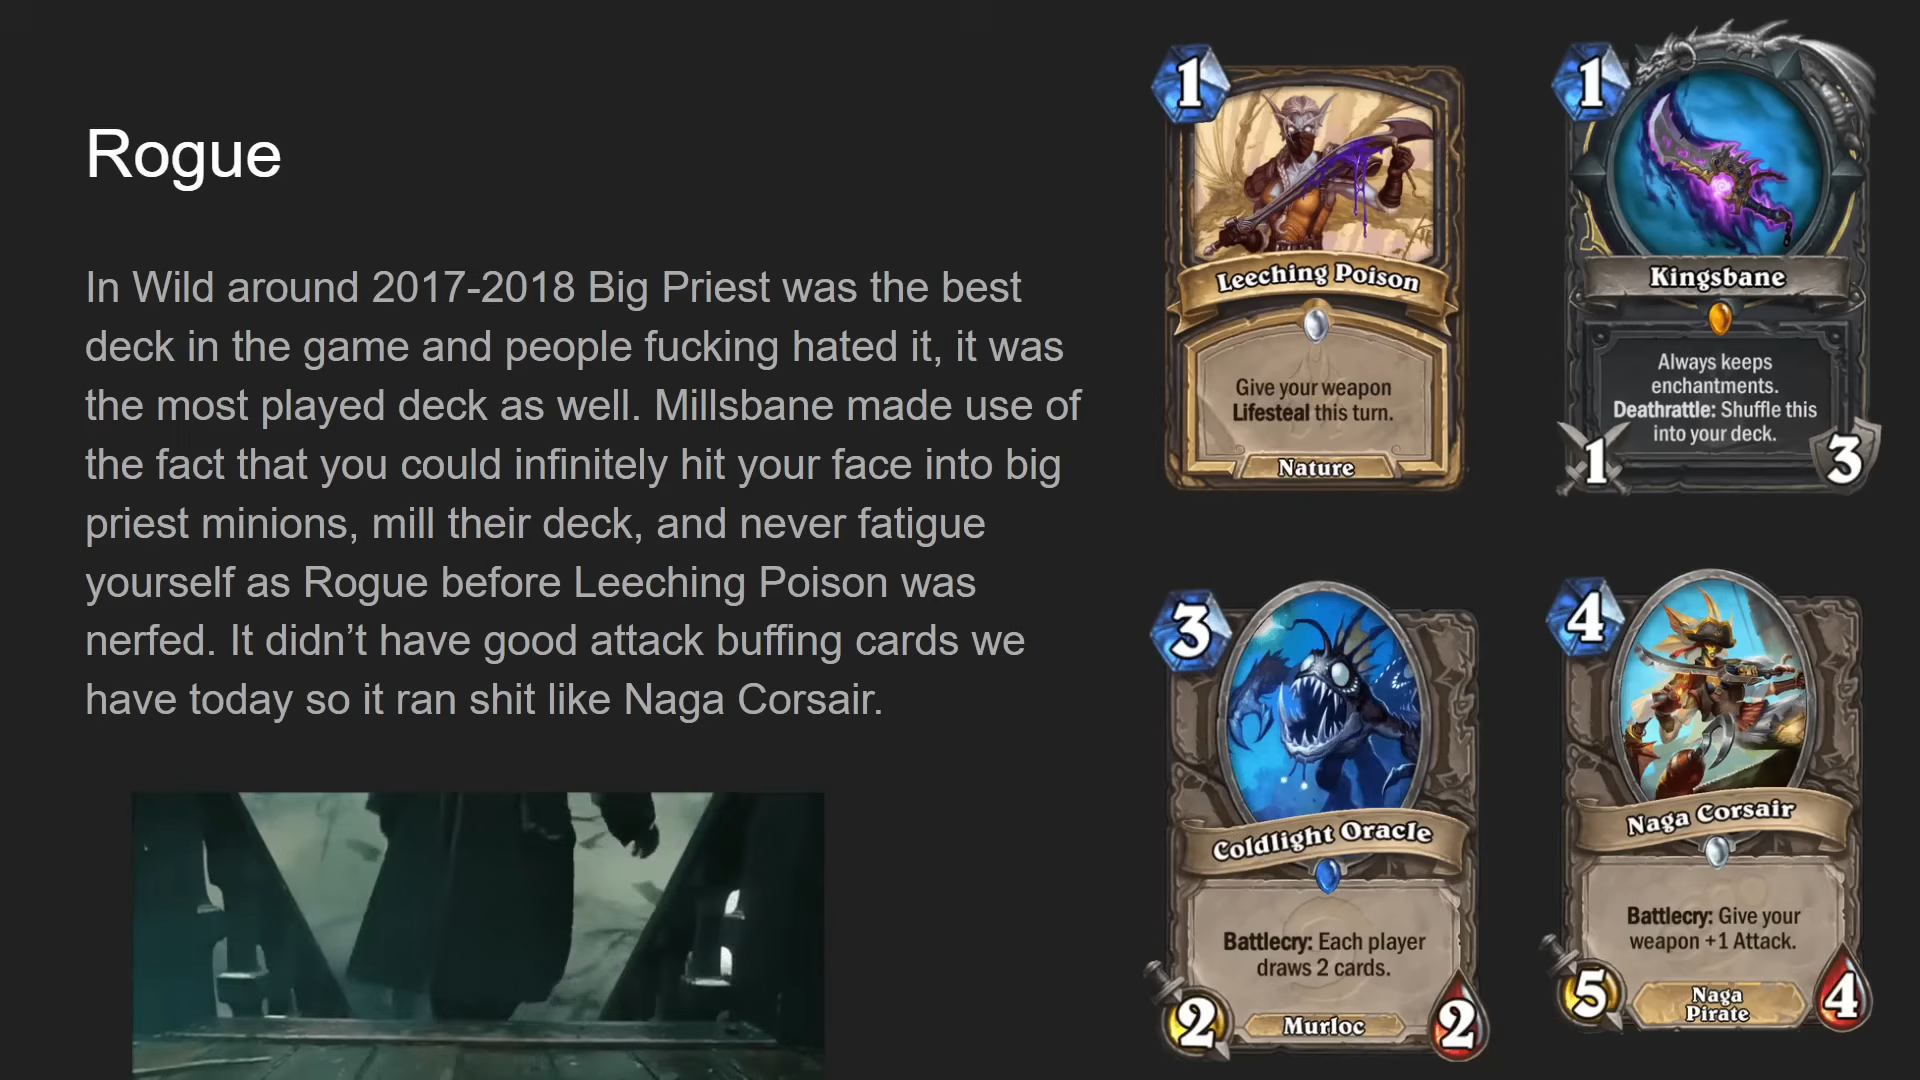 Rogue
In Wild around 2017-2018 Big Priest was the best
deck in the game and people fucking hated it, it was
the most played deck as well. Millsbane made use of
the fact that you could infinitely hit your face into big
priest minions, mill their deck, and never fatigue
yourself as Rogue before Leeching Poison was
nerfed. It didn’t have good attack buffing cards we
have today so it ran shit like Naga Corsair.
1
Leeching Poison
Give your weapon
Lifesteal this turn.
Nature
1
Kingsbane
Always keeps
enchantments.
Deathrattle: Shuffle this
into your deck.
1
3
3
Coldlight Oracle
Battlecry: Each player
draws 2 cards.
2
Murloc
2
4
Naga Corsair
Battlecry: Give your
weapon +1 Attack.
5
Naga
Pirate
4